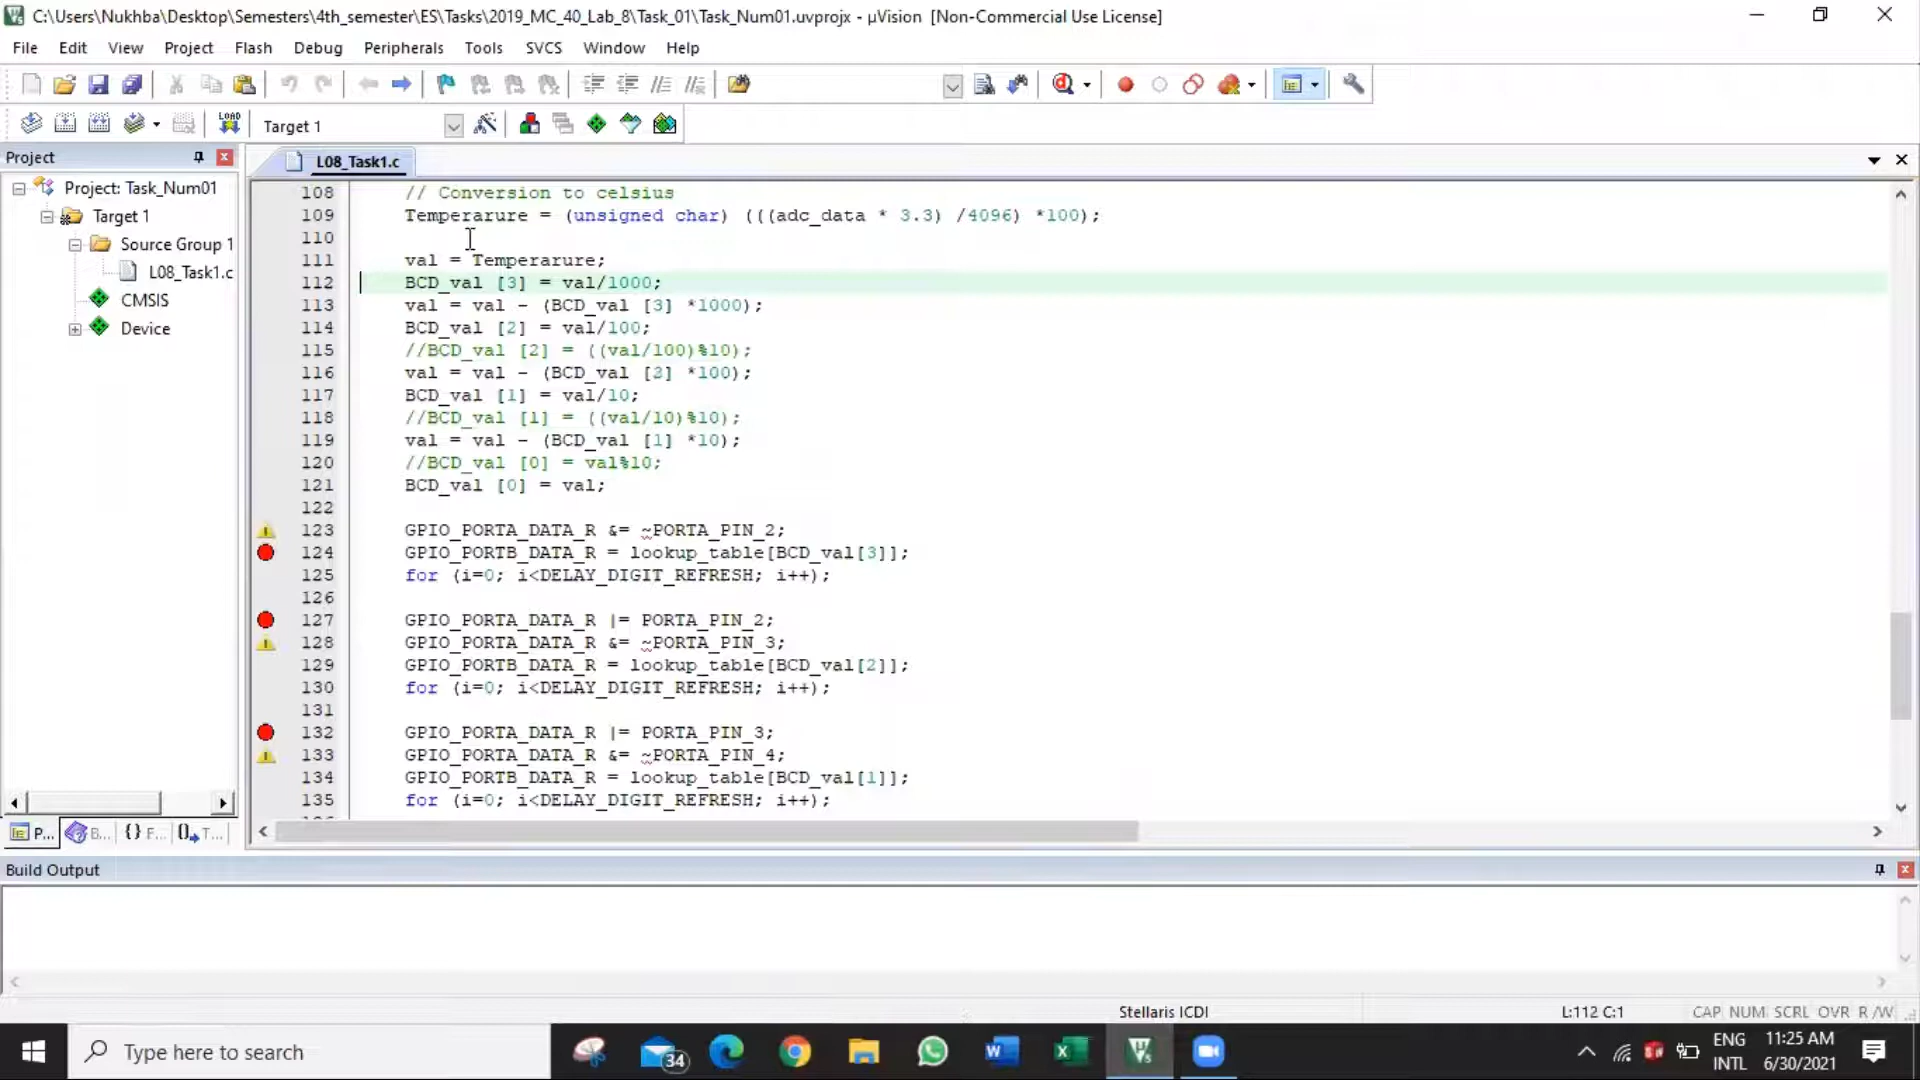 C:\Users\Nukhba\Desktop\Semesters\4th_semester\ES\Tasks\2019_MC_40_Lab_8\Task_01\Task_Num01.uvprojx - µVision [Non-Commercial Use License]
File Edit View Project Flash Debug Peripherals Tools SVCS Window Help
LOAD Target 1
Project
L08_Task1.c
Project: Task_Num01
Target 1
Source Group 1
L08_Task1.c
CMSIS
Device
108 // Conversion to celsius
109 Temperarure = (unsigned char) (((adc_data * 3.3) /4096) *100);
110
111 val = Temperarure;
112 BCD_val [3] = val/1000;
113 val = val - (BCD_val [3] *1000);
114 BCD_val [2] = val/100;
115 //BCD_val [2] = ((val/100)%10);
116 val = val - (BCD_val [2] *100);
117 BCD_val [1] = val/10;
118 //BCD_val [1] = ((val/10)%10);
119 val = val - (BCD_val [1] *10);
120 //BCD_val [0] = val%10;
121 BCD_val [0] = val;
122
123 GPIO_PORTA_DATA_R &= ~PORTA_PIN_2;
124 GPIO_PORTB_DATA_R = lookup_table[BCD_val[3]];
125 for (i=0; i<DELAY_DIGIT_REFRESH; i++);
126
127 GPIO_PORTA_DATA_R |= PORTA_PIN_2;
128 GPIO_PORTA_DATA_R &= ~PORTA_PIN_3;
129 GPIO_PORTB_DATA_R = lookup_table[BCD_val[2]];
130 for (i=0; i<DELAY_DIGIT_REFRESH; i++);
131
132 GPIO_PORTA_DATA_R |= PORTA_PIN_3;
133 GPIO_PORTA_DATA_R &= ~PORTA_PIN_4;
134 GPIO_PORTB_DATA_R = lookup_table[BCD_val[1]];
135 for (i=0; i<DELAY_DIGIT_REFRESH; i++);
P... B... {} F... T...
Build Output
Stellaris ICDI L:112 C:1 CAP NUM SCRL OVR R/W
Type here to search
34
ENG
INTL
11:25 AM
6/30/2021